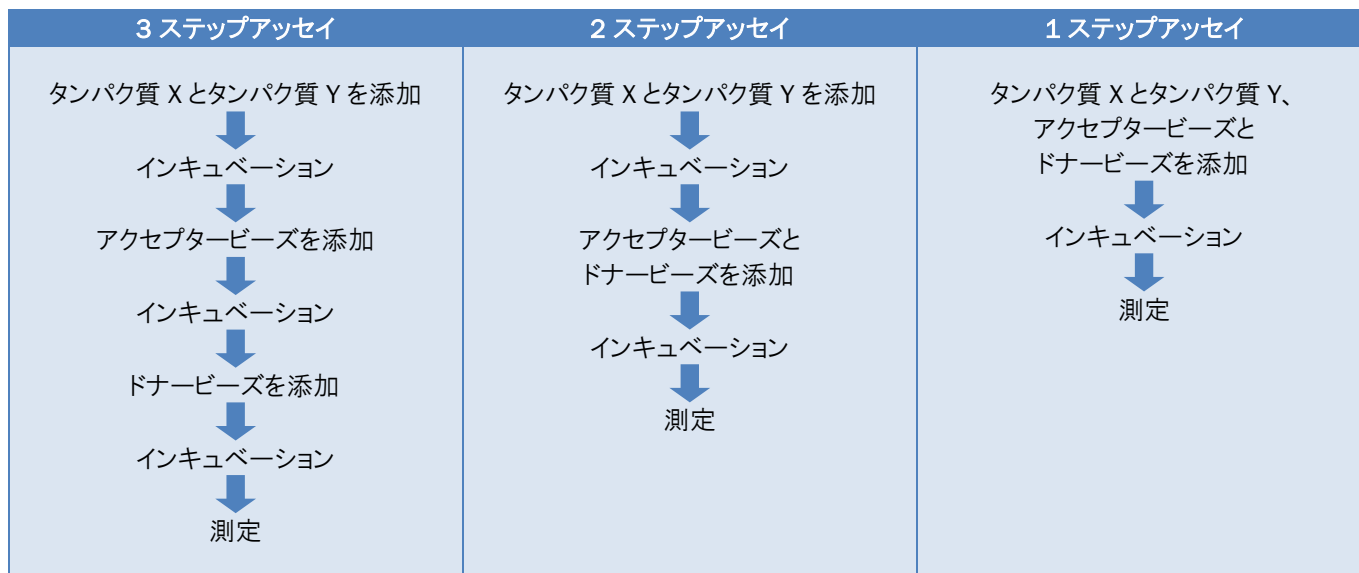 3 ステップアッセイ
タンパク質 X とタンパク質 Y を添加
インキュベーション
アクセプタービーズを添加
インキュベーション
ドナービーズを添加
インキュベーション
測定
2 ステップアッセイ
タンパク質 X とタンパク質 Y を添加
インキュベーション
アクセプタービーズと
ドナービーズを添加
インキュベーション
測定
1 ステップアッセイ
タンパク質 X とタンパク質 Y、
アクセプタービーズと
ドナービーズを添加
インキュベーション
測定